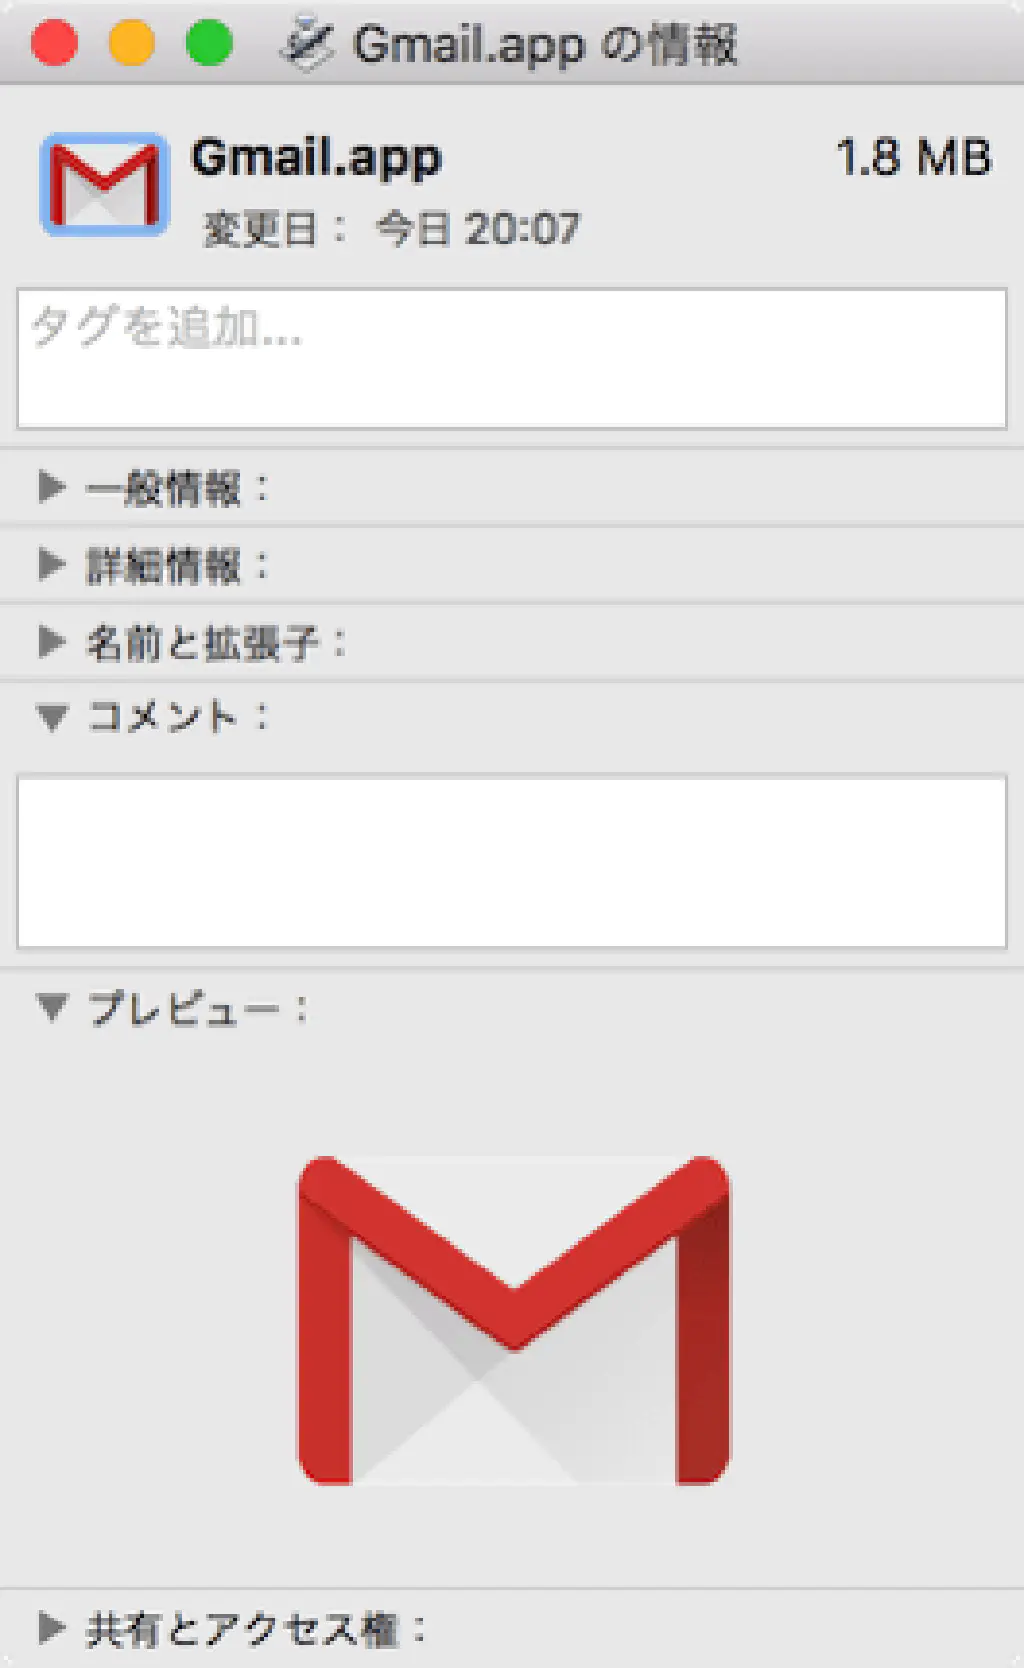 Gmail.app の情報
Gmail.app 1.8 MB
変更日： 今日 20:07
タグを追加...
一般情報：
詳細情報：
名前と拡張子：
コメント：
プレビュー：
共有とアクセス権：